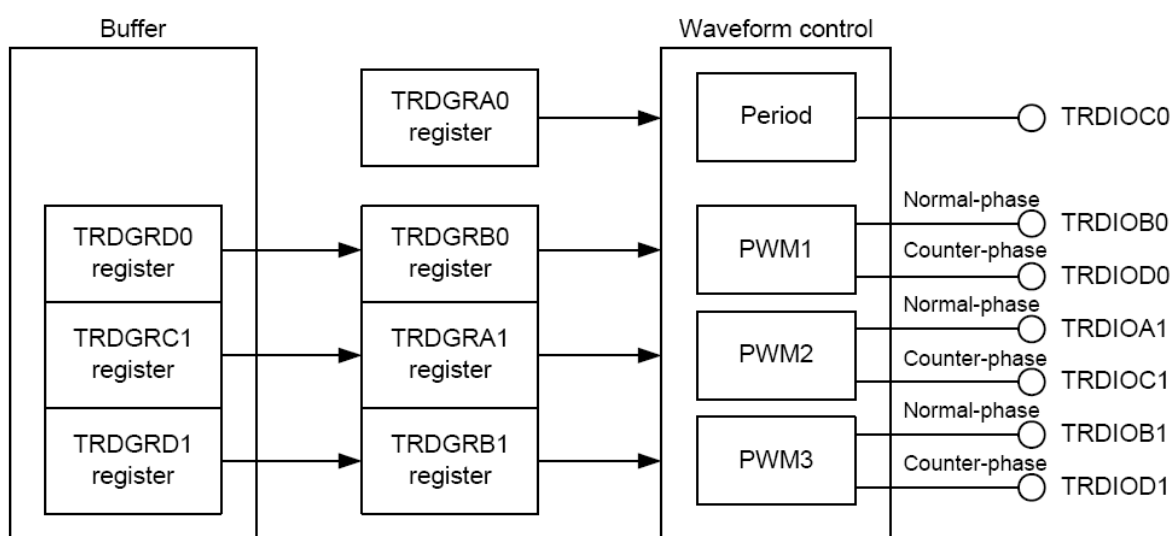 Buffer
Waveform control
TRDGRA0
register
Period
TRDIOC0
TRDGRD0
register
TRDGRB0
register
PWM1
Normal-phase
TRDIOB0
Counter-phase
TRDIOD0
TRDGRC1
register
TRDGRA1
register
PWM2
Normal-phase
TRDIOA1
Counter-phase
TRDIOC1
TRDGRD1
register
TRDGRB1
register
PWM3
Normal-phase
TRDIOB1
Counter-phase
TRDIOD1